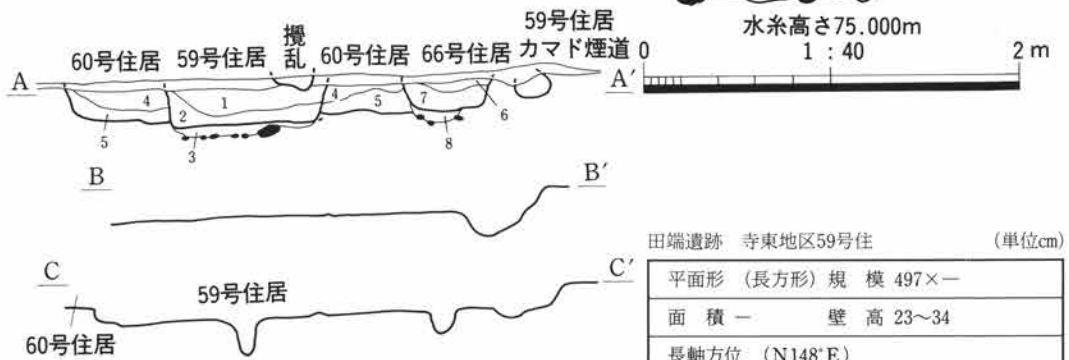 59号住居
カマド煙道
攪乱
60号住居 59号住居 60号住居 66号住居
水糸高さ75.000m
0 1：40 2m
A A′
4 1 4 5 7 6
5 2 3 8
B B′
C C′
59号住居
60号住居
田端遺跡 寺東地区59号住 (単位cm)
平面形 (長方形) 規 模 497×―
面 積 ― 壁 高 23～34
長軸方位 (N148°E)